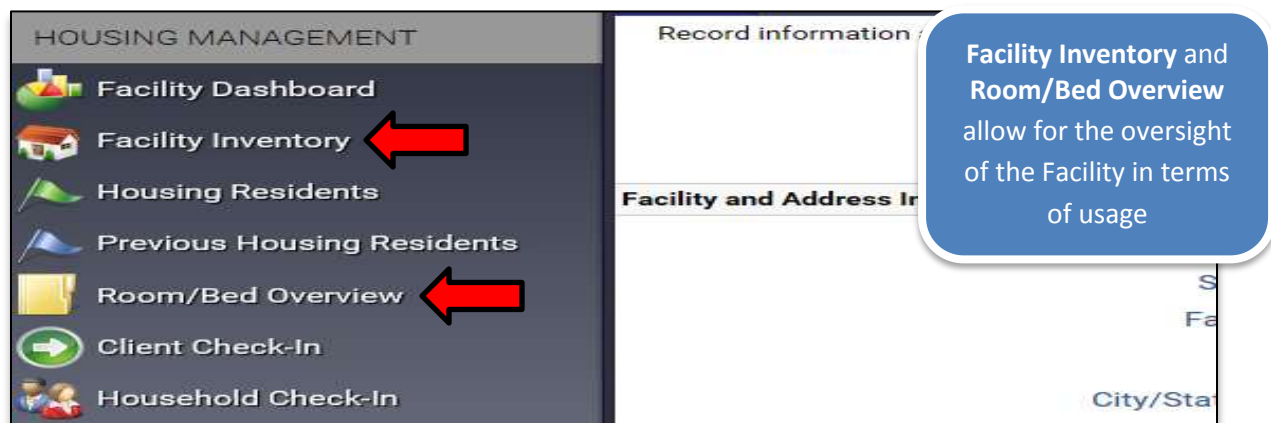 HOUSING MANAGEMENT
Facility Dashboard
Facility Inventory
Housing Residents
Previous Housing Residents
Room/Bed Overview
Client Check-In
Household Check-In
Record information
Facility and Address
City/Sta
Facility Inventory and
Room/Bed Overview
allow for the oversight
of the Facility in terms
of usage